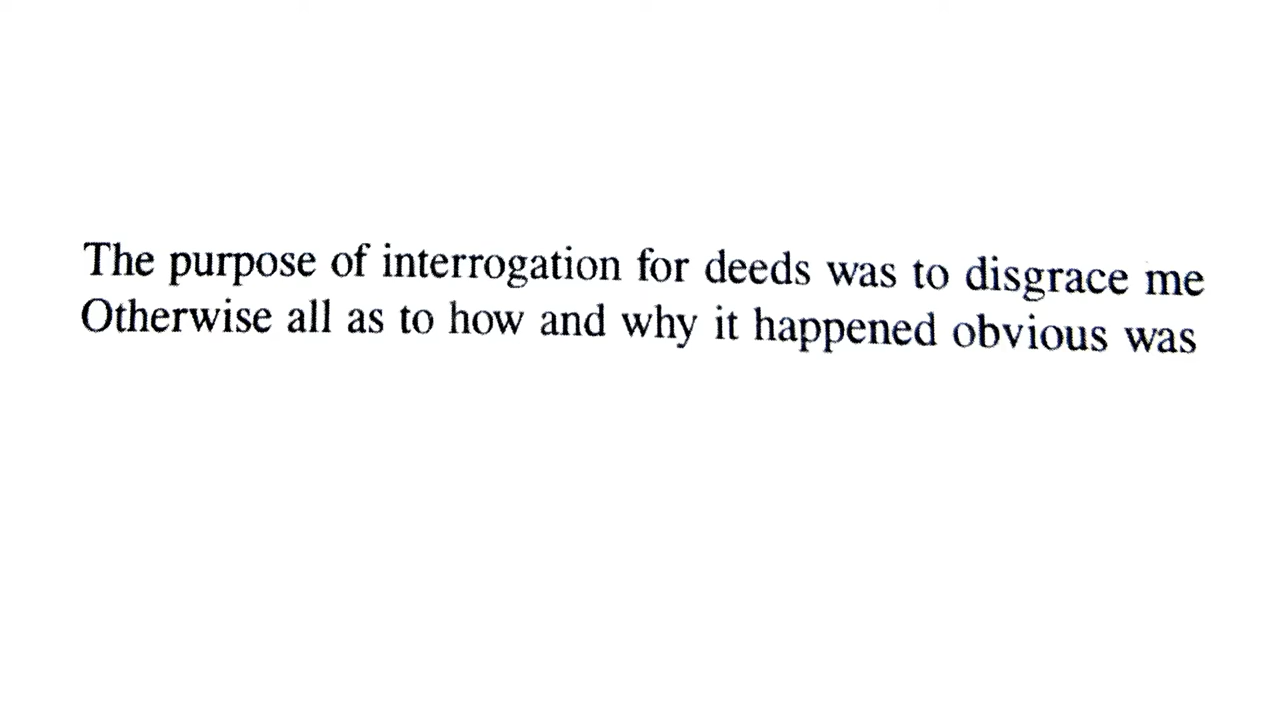 The purpose of interrogation for deeds was to disgrace me
Otherwise all as to how and why it happened obvious was